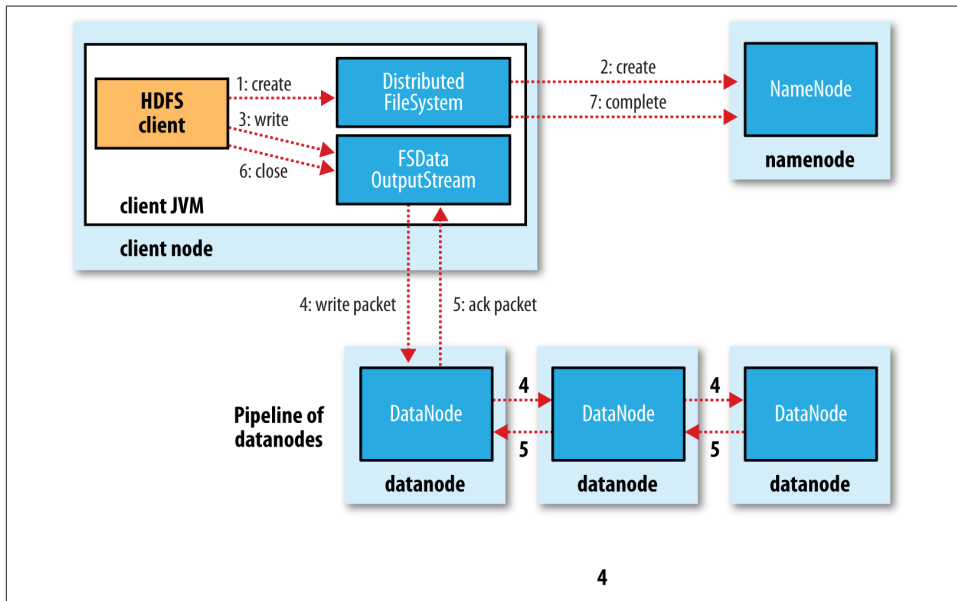 1: create
2: create
HDFS
client
Distributed
FileSystem
NameNode
3: write
7: complete
6: close
FSData
OutputStream
namenode
client JVM
client node
4: write packet
5: ack packet
Pipeline of
datanodes
DataNode
4
DataNode
4
DataNode
5
5
datanode
datanode
datanode
4